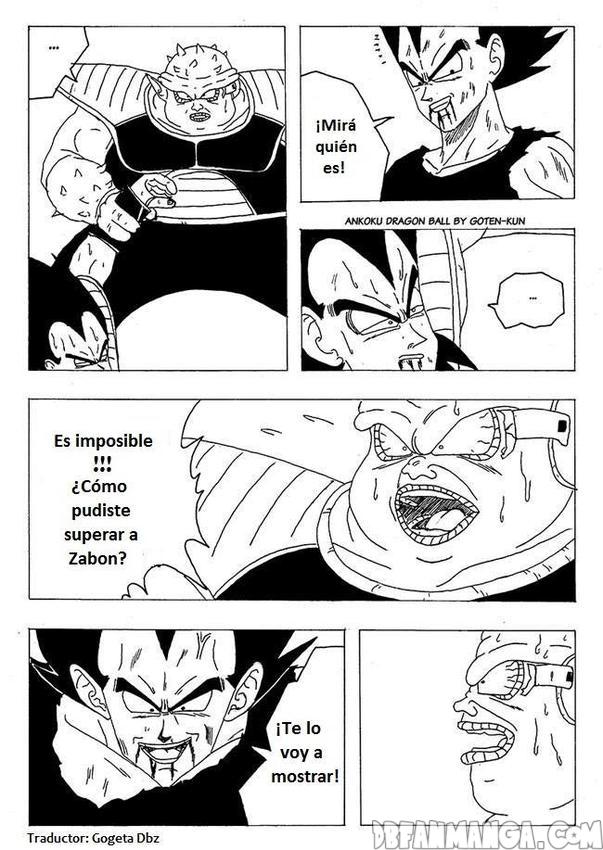 ...
¡Mirá
quién
es!
ANKOKU DRAGON BALL BY GOTEN-KUN
...
Es imposible
!!!
¿Cómo
pudiste
superar a
Zabon?
¡Te lo
voy a
mostrar!
Traductor: Gogeta Dbz
DBFANMANGA.COM